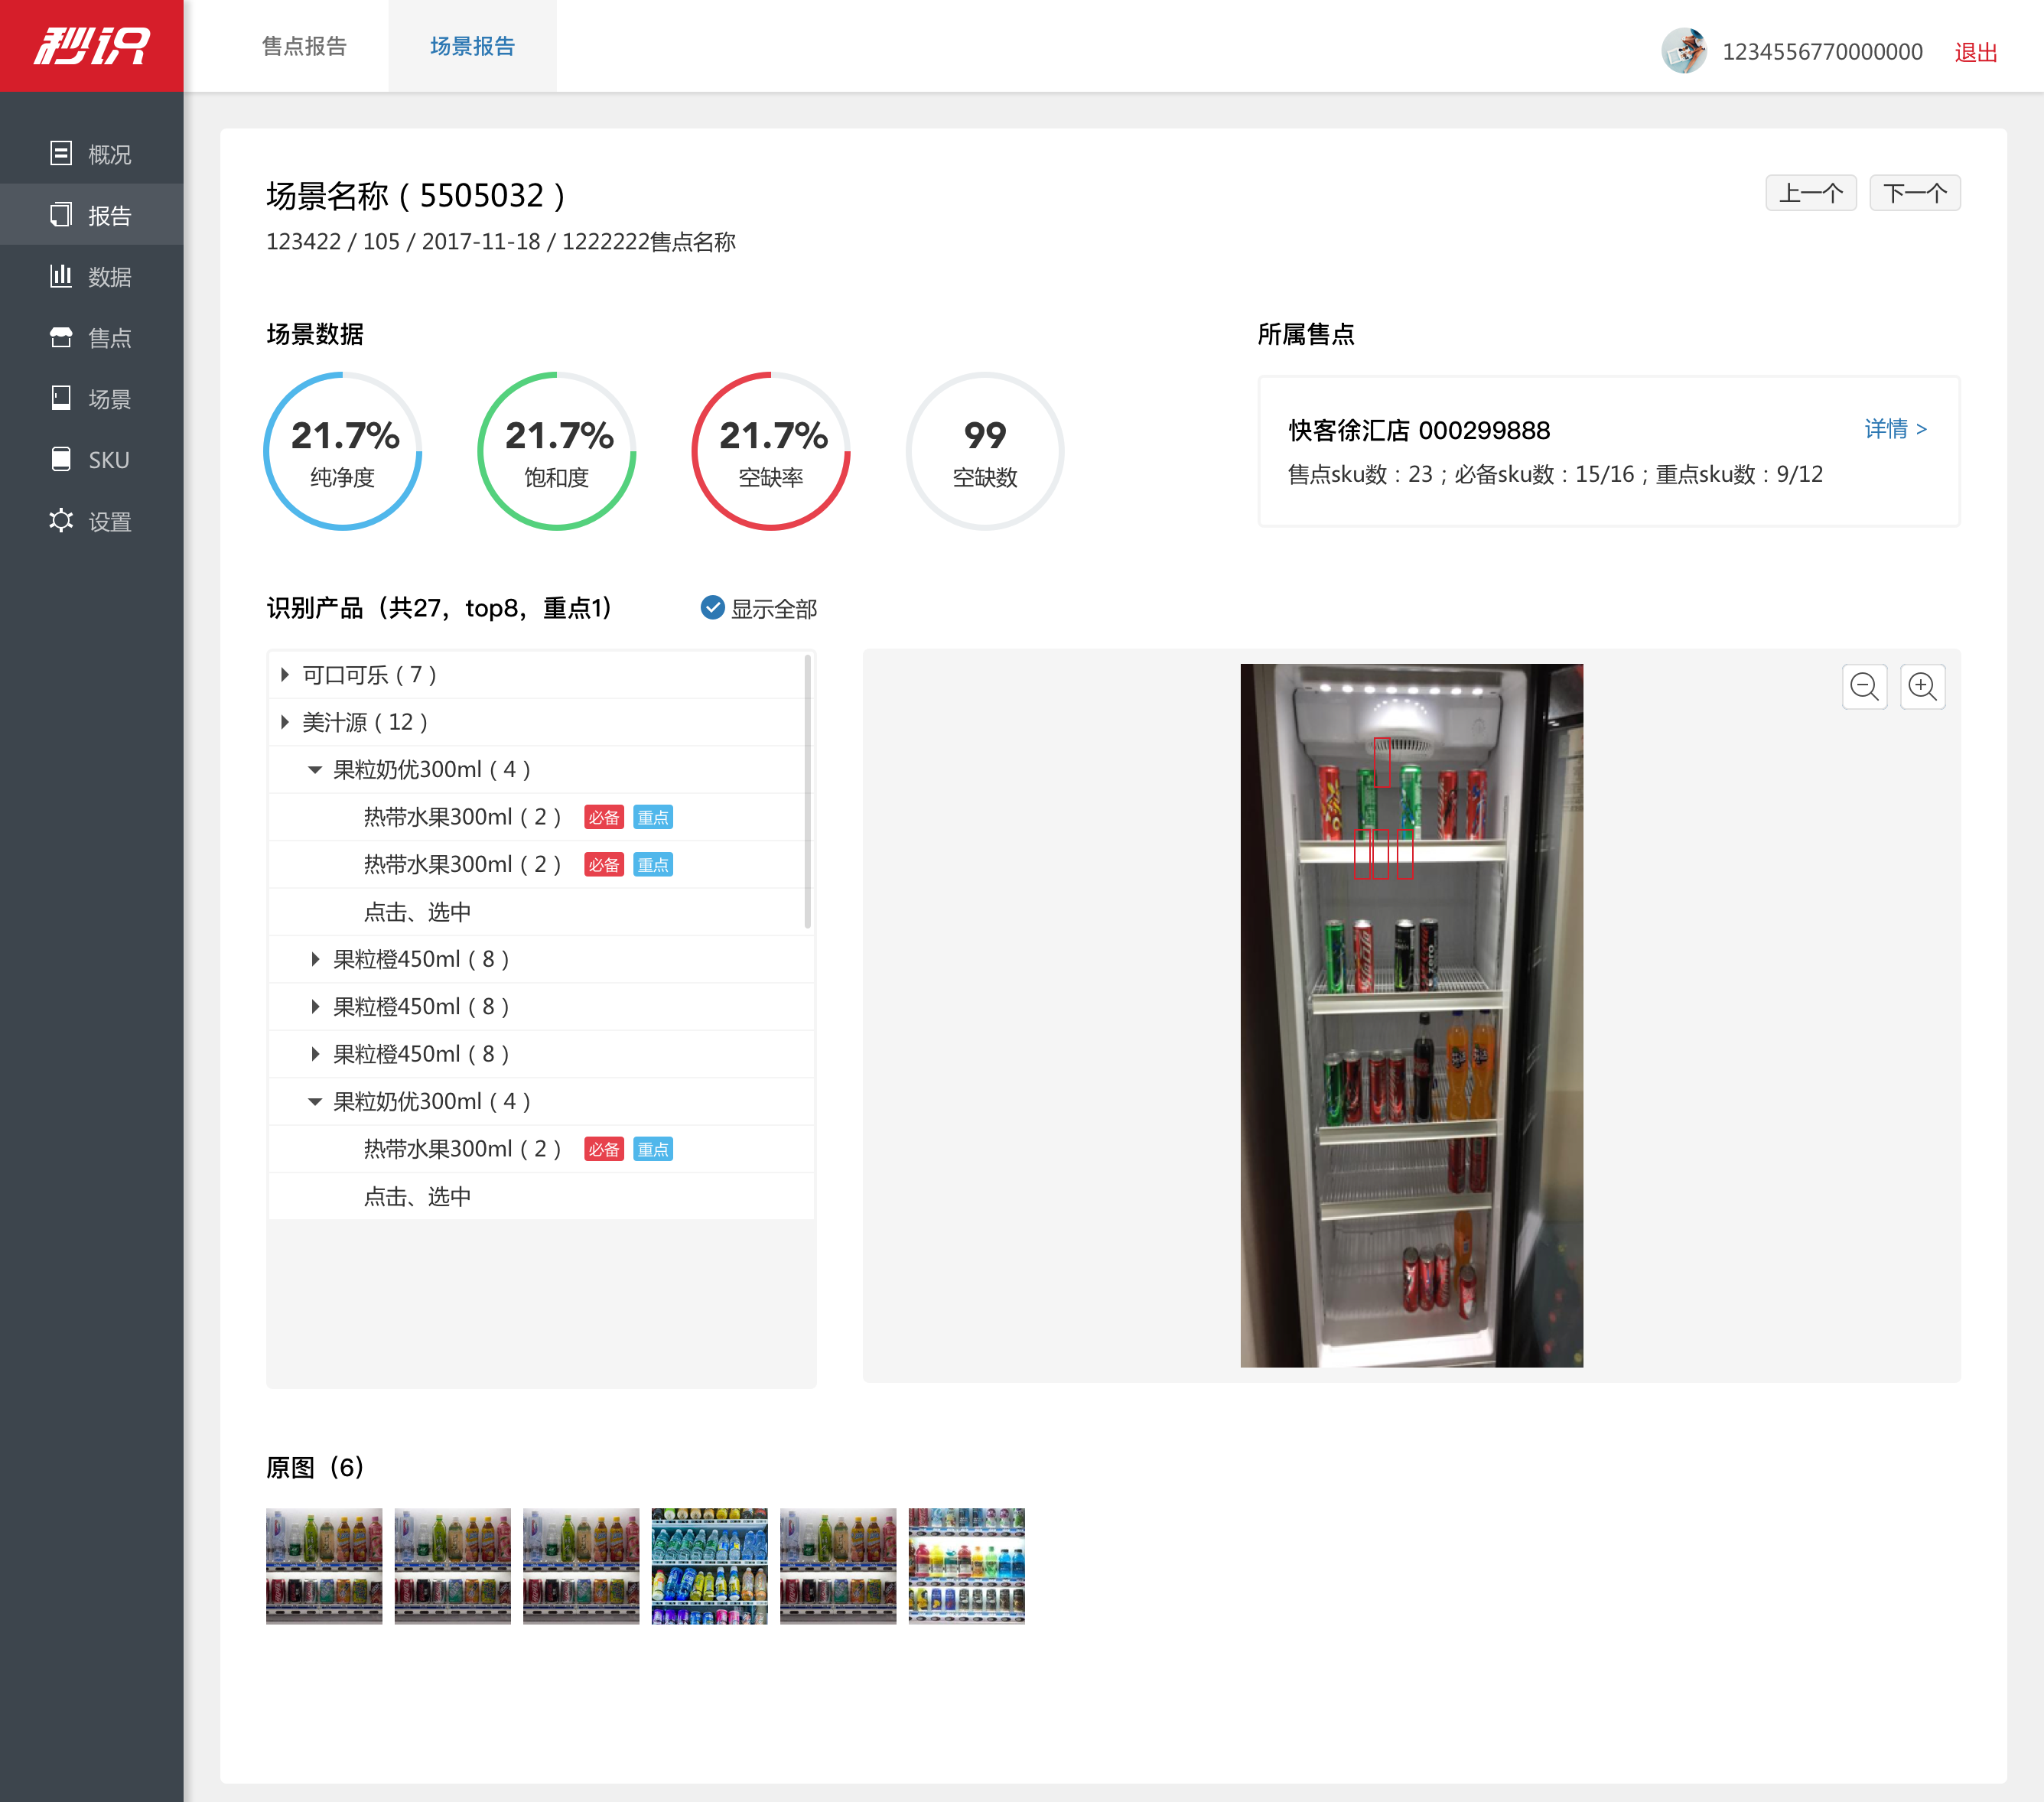 秒识
售点报告
场景报告
1234556770000000
退出
概况
报告
数据
售点
场景
SKU
设置
场景名称（5505032）
上一个
下一个
123422 / 105 / 2017-11-18 / 1222222售点名称
场景数据
21.7%
纯净度
21.7%
饱和度
21.7%
空缺率
99
空缺数
所属售点
快客徐汇店 000299888
详情 >
售点sku数：23；必备sku数：15/16；重点sku数：9/12
识别产品（共27，top8，重点1）
显示全部
可口可乐（7）
美汁源（12）
果粒奶优300ml（4）
热带水果300ml（2） 必备 重点
热带水果300ml（2） 必备 重点
点击、选中
果粒橙450ml（8）
果粒橙450ml（8）
果粒橙450ml（8）
果粒奶优300ml（4）
热带水果300ml（2） 必备 重点
点击、选中
zero
原图（6）